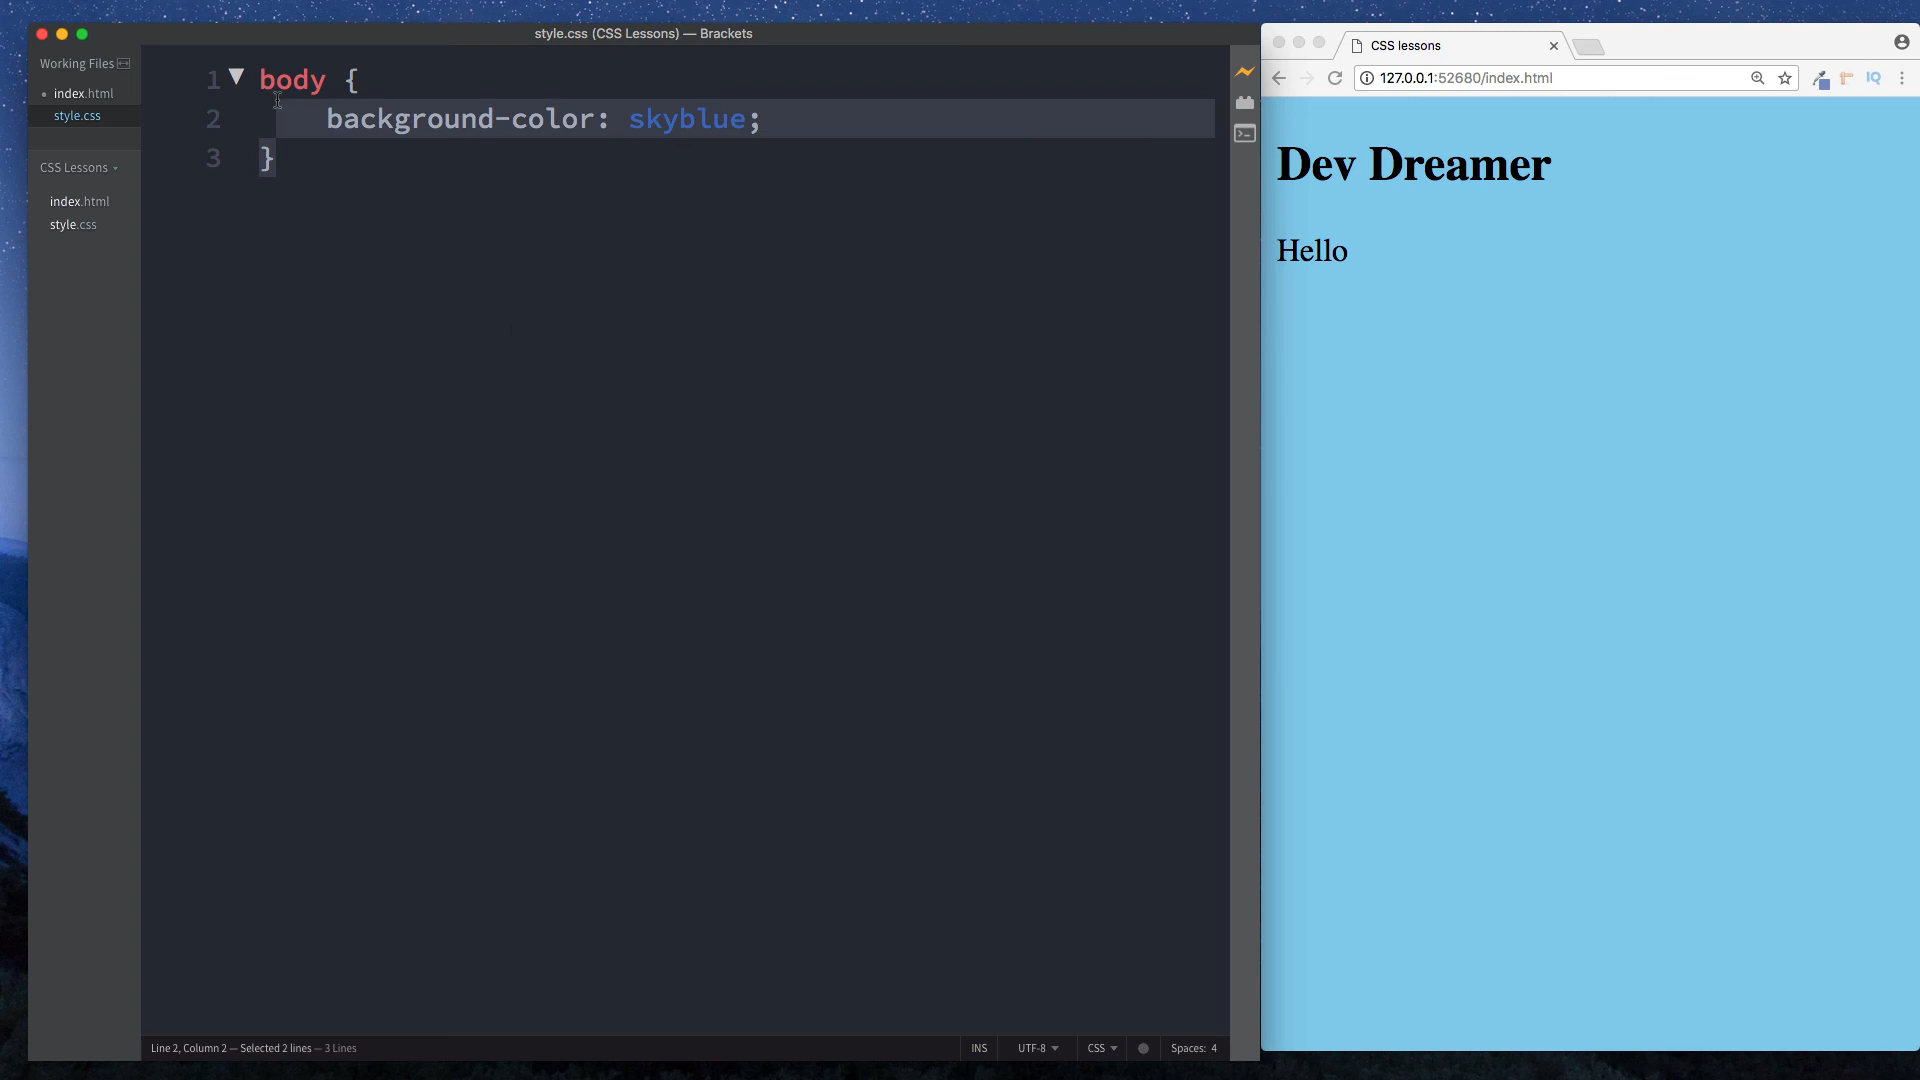 style.css (CSS Lessons) — Brackets
Working Files
index.html
style.css
CSS Lessons
index.html
style.css
1 body {
2 background-color: skyblue;
3 }
Line 2, Column 2 — Selected 2 lines — 3 Lines
INS
UTF-8
CSS
Spaces: 4
CSS lessons
127.0.0.1:52680/index.html
IQ
Dev Dreamer
Hello